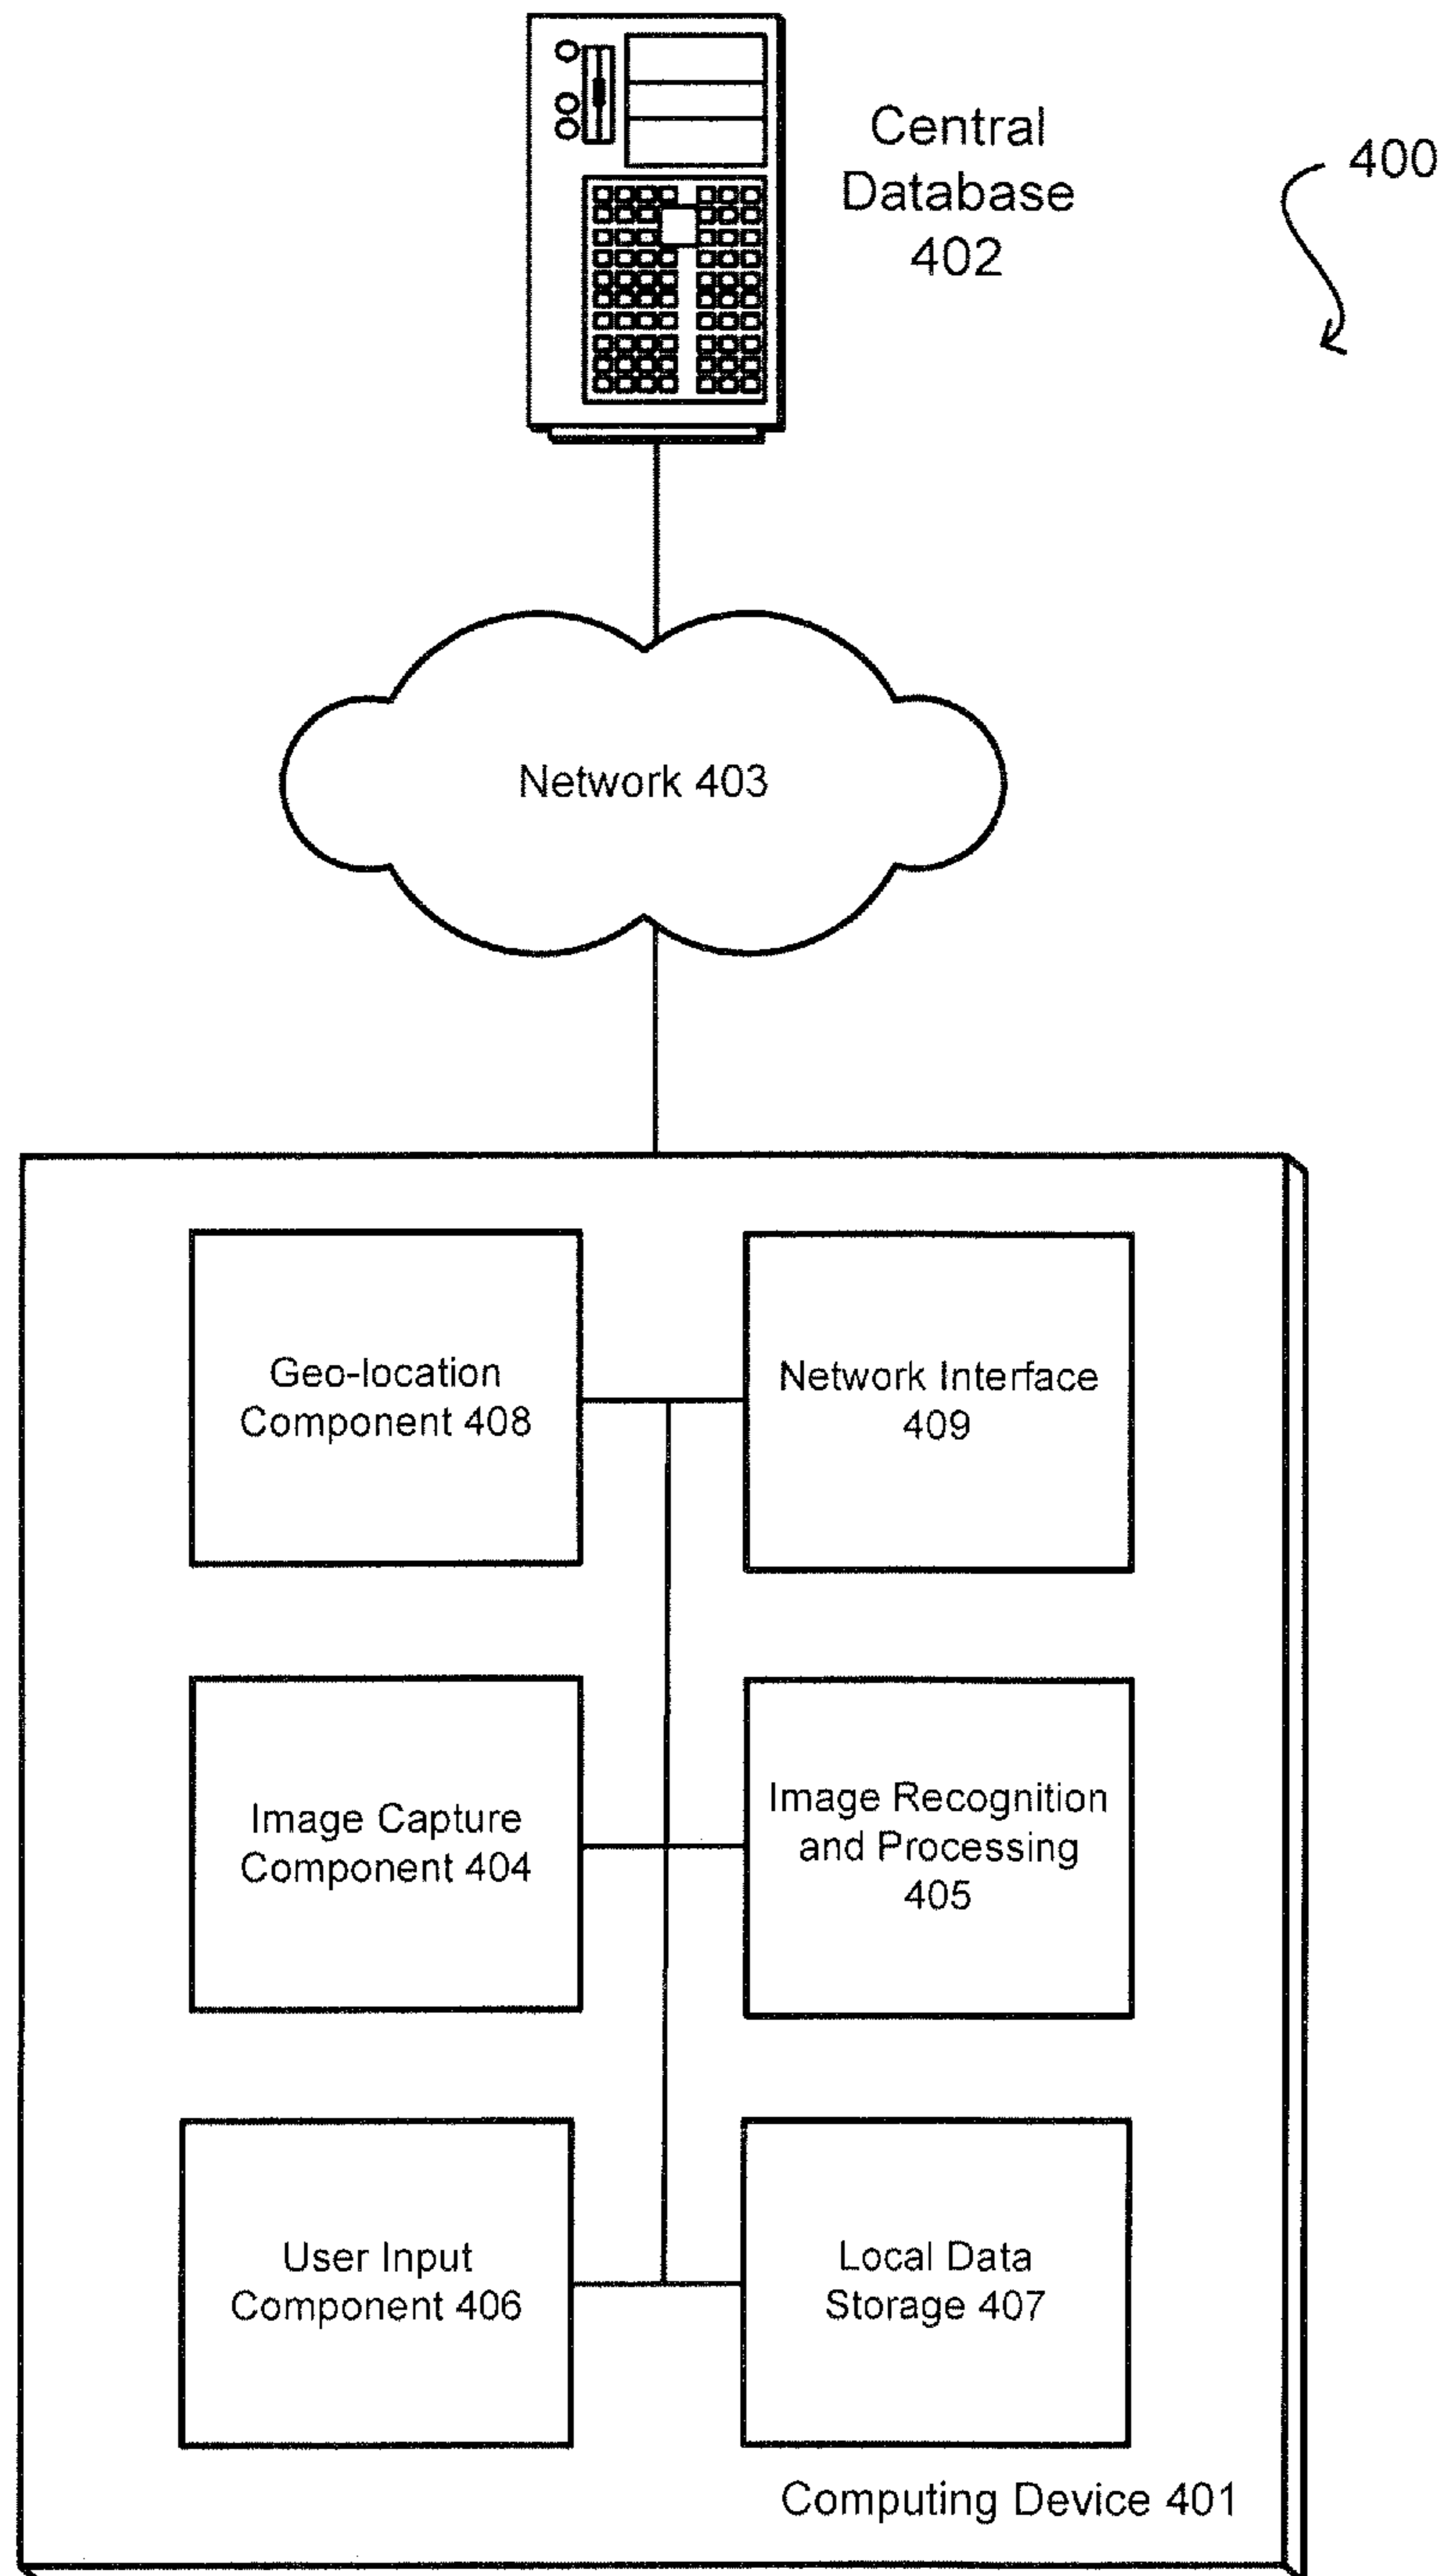 Central
Database
402
400
Network 403
Geo-location
Component 408
Network Interface
409
Image Capture
Component 404
Image Recognition
and Processing
405
User Input
Component 406
Local Data
Storage 407
Computing Device 401